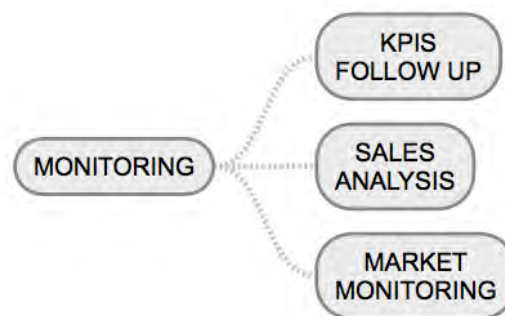 KPIS
FOLLOW UP
MONITORING
SALES
ANALYSIS
MARKET
MONITORING